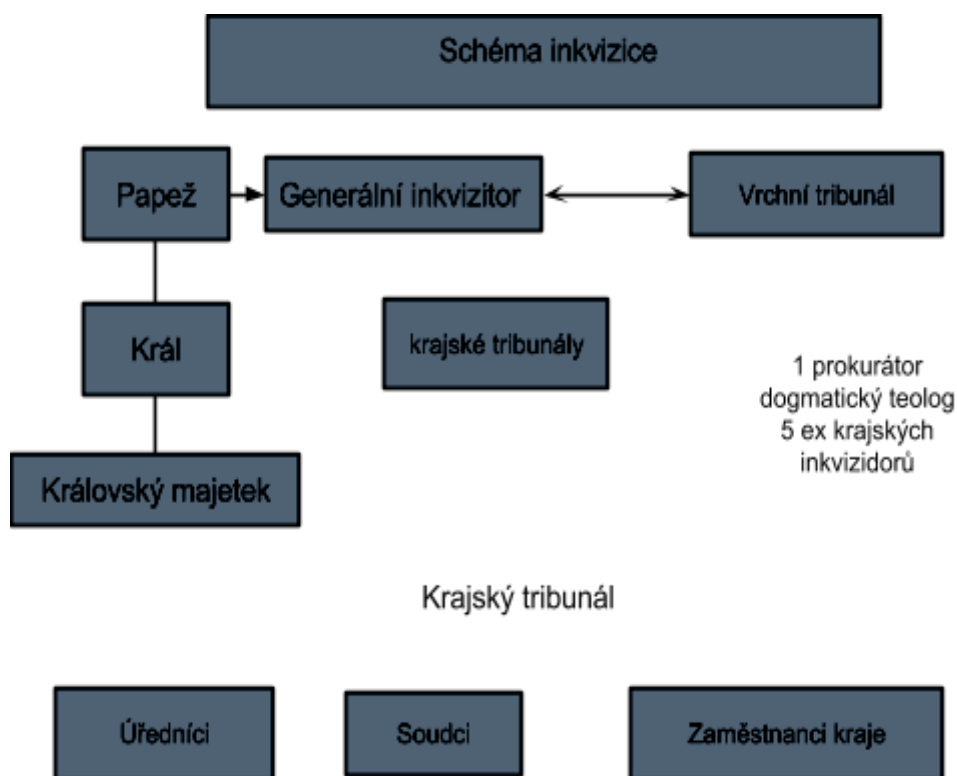 Schéma inkvizice
Papež
Generální inkvizitor
Vrchní tribunál
Král
krajské tribunály
1 prokurátor
dogmatický teolog
5 ex krajských
inkvizidorů
Královský majetek
Krajský tribunál
Úředníci
Soudci
Zaměstnanci kraje